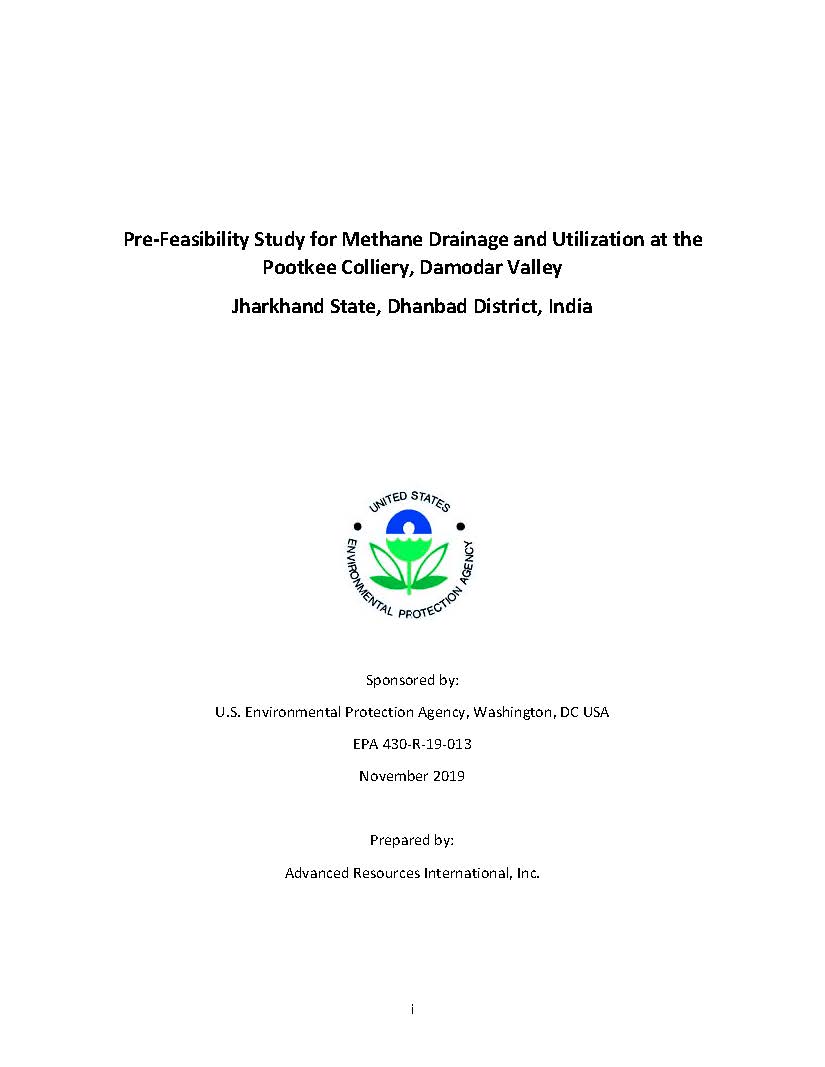 Pre-Feasibility Study for Methane Drainage and Utilization at the
Pootkee Colliery, Damodar Valley
Jharkhand State, Dhanbad District, India
UNITED STATES
ENVIRONMENTAL PROTECTION AGENCY
Sponsored by:
U.S. Environmental Protection Agency, Washington, DC USA
EPA 430-R-19-013
November 2019
Prepared by:
Advanced Resources International, Inc.
i